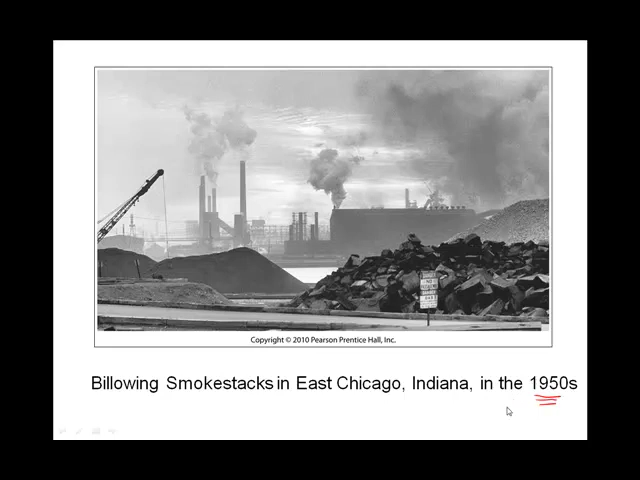 Copyright © 2010 Pearson Prentice Hall, Inc.
Billowing Smokestacks in East Chicago, Indiana, in the 1950s